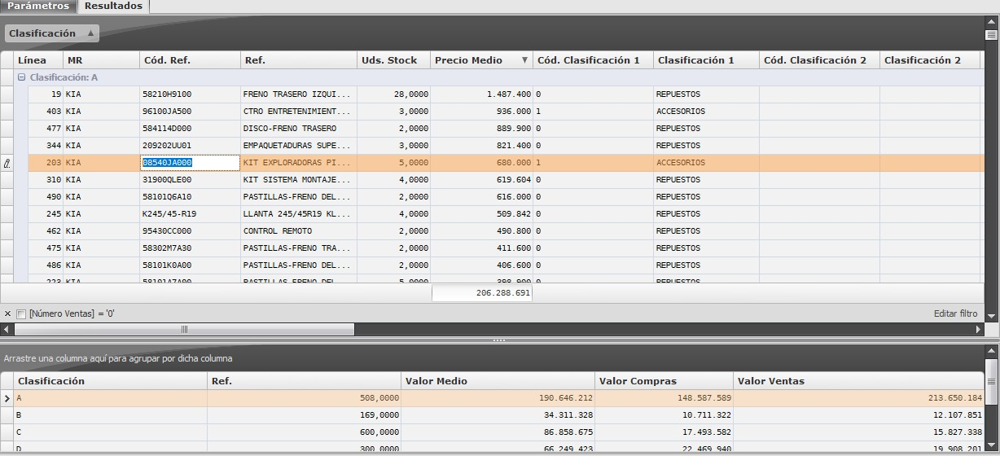 Parámetros Resultados
Clasificación
Línea MR Cód. Ref. Ref. Uds. Stock Precio Medio Cód. Clasificación 1 Clasificación 1 Cód. Clasificación 2 Clasificación 2
Clasificación: A
19 KIA 58210H9100 FRENO TRASERO IZQUI... 28,0000 1.487.400 0 REPUESTOS
403 KIA 96100JA500 CTRO ENTRETENIMIENT... 3,0000 936.000 1 ACCESORIOS
477 KIA 584114D000 DISCO-FRENO TRASERO 2,0000 889.900 0 REPUESTOS
344 KIA 209202UU01 EMPAQUETADURAS SUPE... 3,0000 821.400 0 REPUESTOS
203 KIA 08540JA000 KIT EXPLORADORAS PI... 5,0000 680.000 1 ACCESORIOS
310 KIA 31900QLE00 KIT SISTEMA MONTAJE... 4,0000 619.604 0 REPUESTOS
490 KIA 58101Q6A10 PASTILLAS-FRENO DEL... 2,0000 616.000 0 REPUESTOS
245 KIA K245/45-R19 LLANTA 245/45R19 KL... 4,0000 509.842 0 REPUESTOS
462 KIA 95430CC000 CONTROL REMOTO 2,0000 490.800 0 REPUESTOS
475 KIA 58302M7A30 PASTILLAS-FRENO TRA... 2,0000 411.600 0 REPUESTOS
486 KIA 58101K0A00 PASTILLAS-FRENO DEL... 2,0000 406.600 0 REPUESTOS
223 KIA 58101A7A00 PASTILLAS-FRENO DEL... 5,0000 398.900 0 REPUESTOS
206.288.691
[Número Ventas] = '0' Editar filtro
Arrastre una columna aquí para agrupar por dicha columna
Clasificación Ref. Valor Medio Valor Compras Valor Ventas
A 508,0000 190.646.212 148.587.589 213.650.184
B 169,0000 34.311.328 10.711.322 12.107.851
C 600,0000 86.858.675 17.493.582 15.827.338
D 300,0000 66.249.423 22.469.940 19.908.201